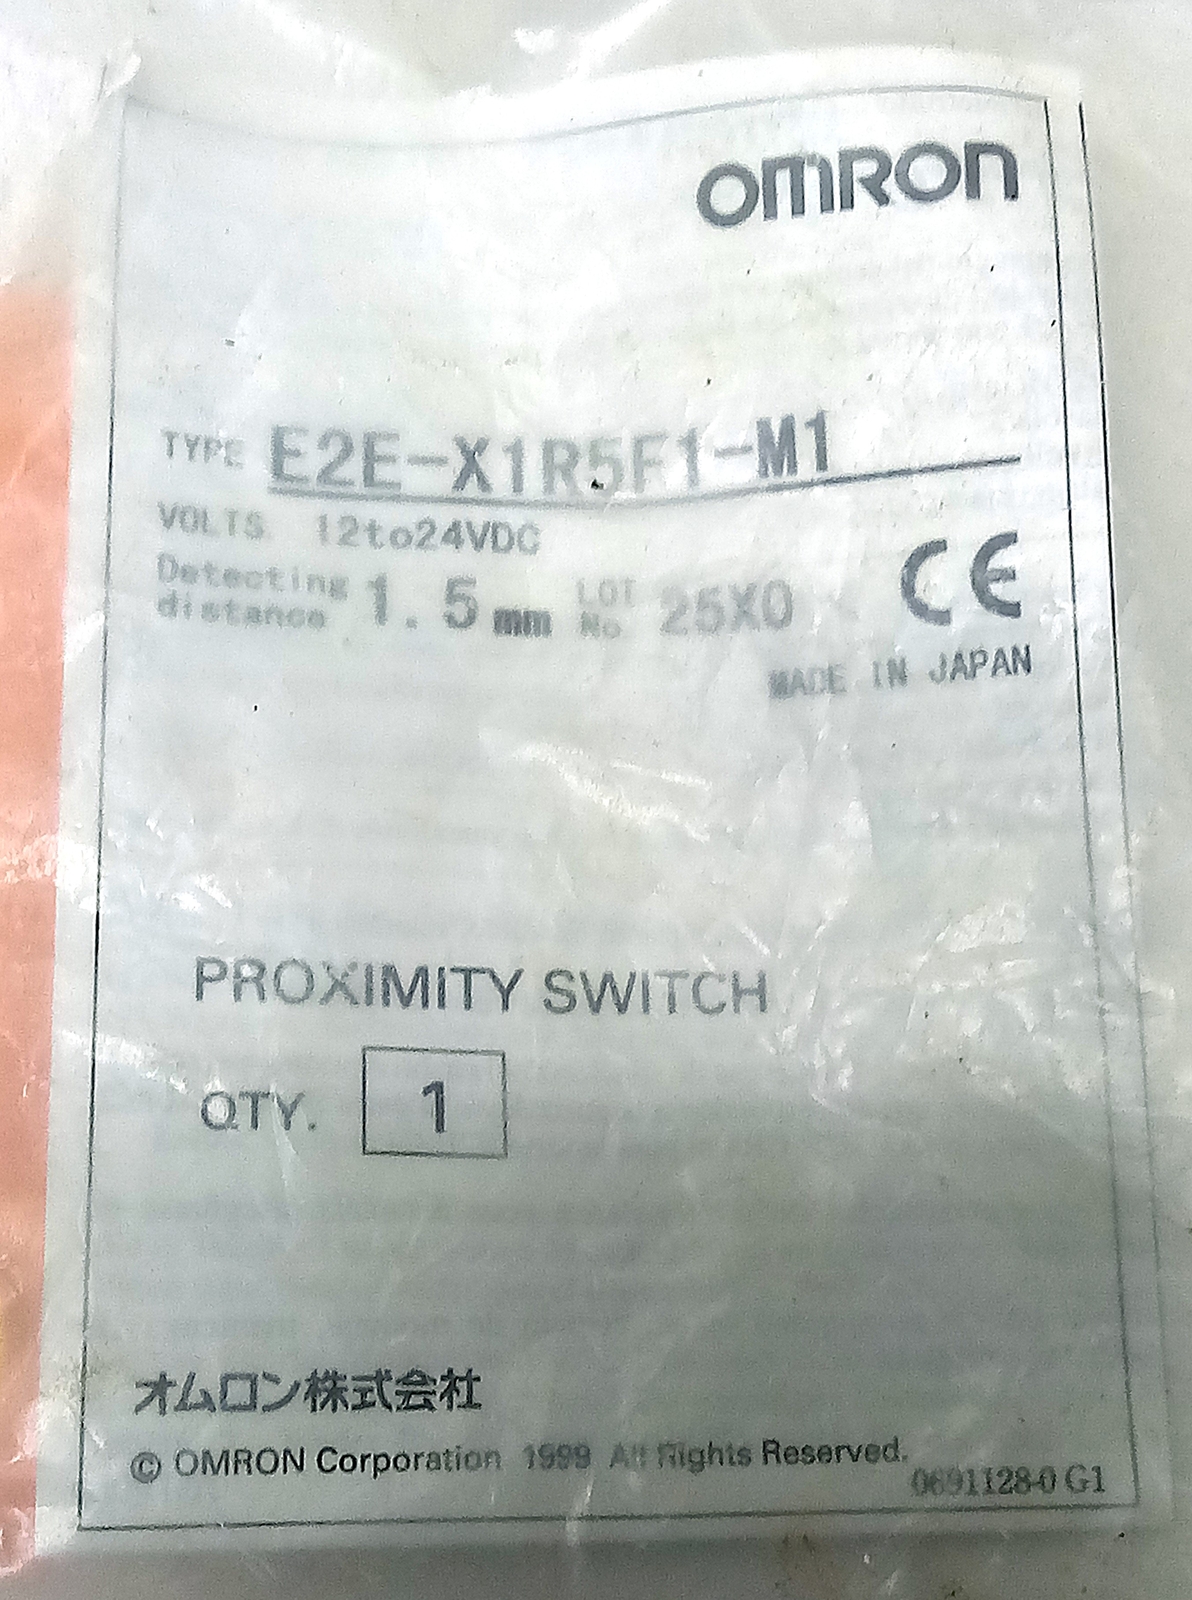 OMRON
TYPE E2E-X1R5F1-M1
VOLTS 12to24VDC
Detecting distance 1.5mm LOT No 25X0
CE
MADE IN JAPAN
PROXIMITY SWITCH
QTY. 1
オムロン株式会社
© OMRON Corporation 1999 All Rights Reserved.
0691128-0 G1